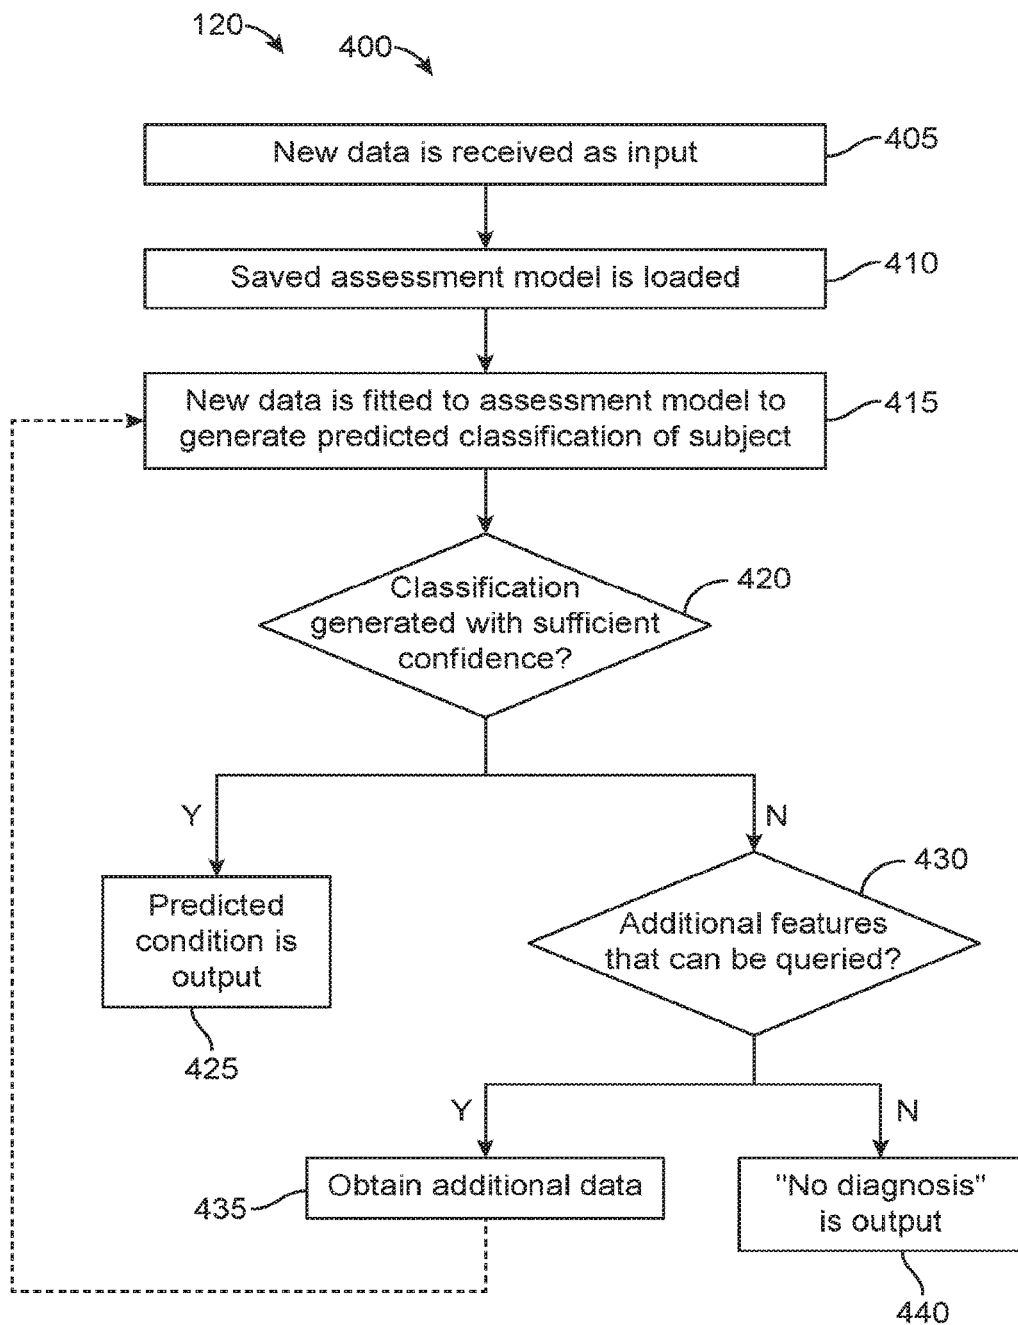 120
400
New data is received as input
405
Saved assessment model is loaded
410
New data is fitted to assessment model to
generate predicted classification of subject
415
Classification
generated with sufficient
confidence?
420
Y
N
Predicted
condition is
output
425
430
Additional features
that can be queried?
Y
N
Obtain additional data
435
"No diagnosis"
is output
440